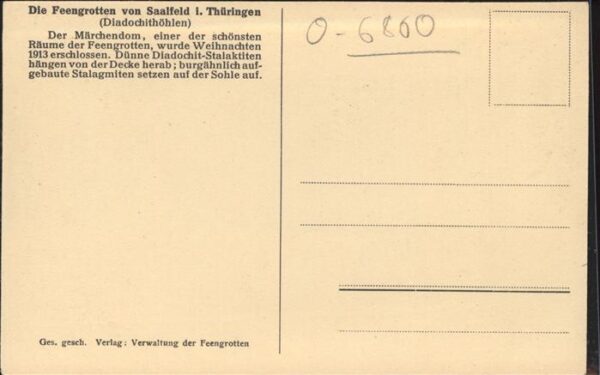 Die Feengrotten von Saalfeld i. Thüringen
(Diadochithöhlen)
Der Märchendom, einer der schönsten
Räume der Feengrotten, wurde Weihnachten
1913 erschlossen. Dünne Diadochit-Stalaktiten
hängen von der Decke herab; burgähnlich auf-
gebaute Stalagmiten setzen auf der Sohle auf.
O-6800
Ges. gesch. Verlag: Verwaltung der Feengrotten